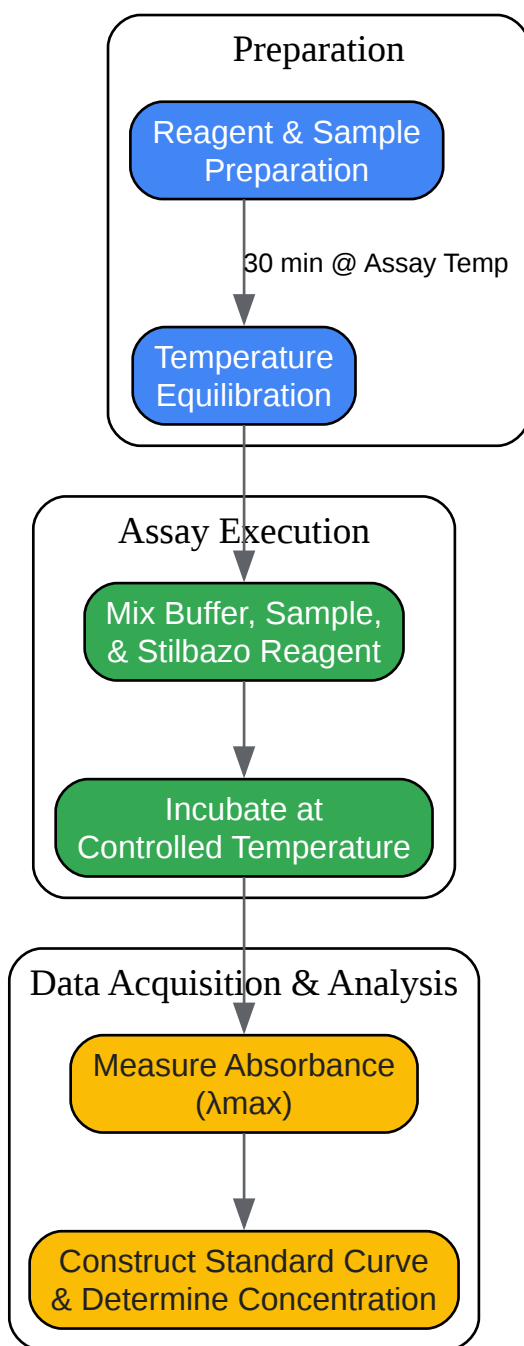 Preparation
Reagent & Sample
Preparation
30 min @ Assay Temp
Temperature
Equilibration
Assay Execution
Mix Buffer, Sample,
& Stilbazo Reagent
Incubate at
Controlled Temperature
Data Acquisition & Analysis
Measure Absorbance
(λmax)
Construct Standard Curve
& Determine Concentration